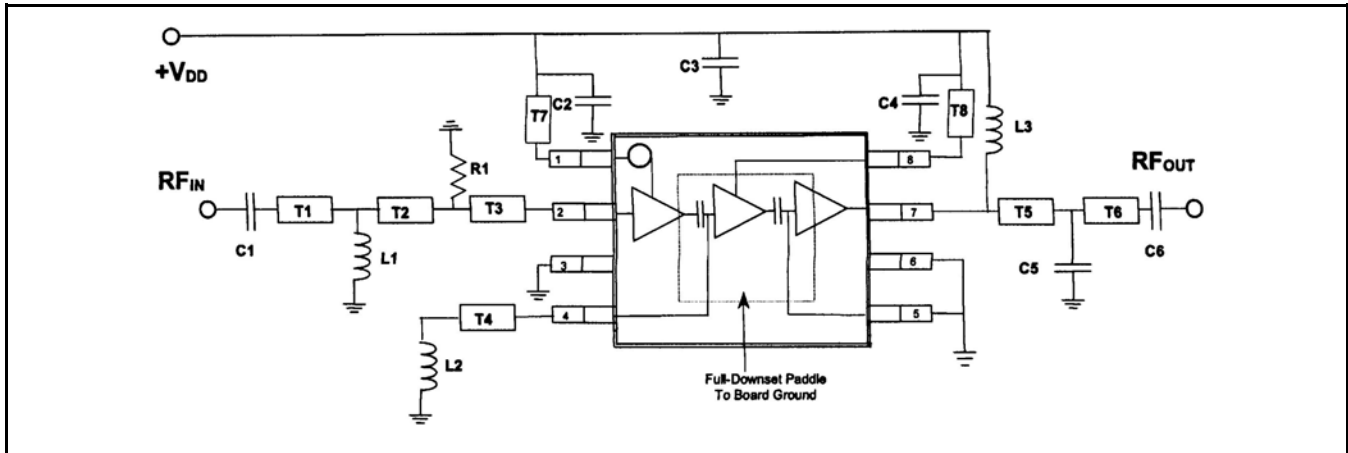 +VDD
C3
C2
C4
T7
T8
L3
R1
1
8
RFIN
RFOUT
T1
T2
T3
2
7
T5
T6
C1
L1
C5
C6
3
6
T4
4
5
L2
Full-Downset Paddle
To Board Ground